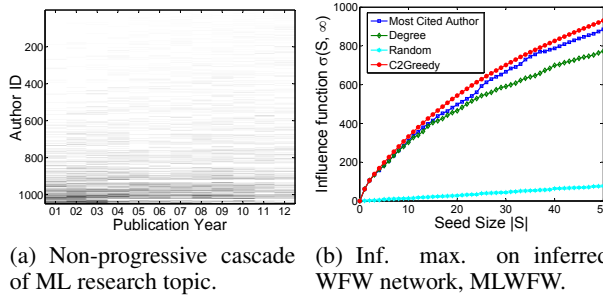 0
200
400
600
800
1000
Author ID
01 02 03 04 05 06 07 08 09 10 11 12
Publication Year
(a) Non-progressive cascade
of ML research topic.
1000
800
600
400
200
0
Influence function σ(S, ∞)
Most Cited Author
Degree
Random
C2Greedy
0 10 20 30 40 50
Seed Size |S|
(b) Inf. max. on inferred
WFW network, MLWFW.